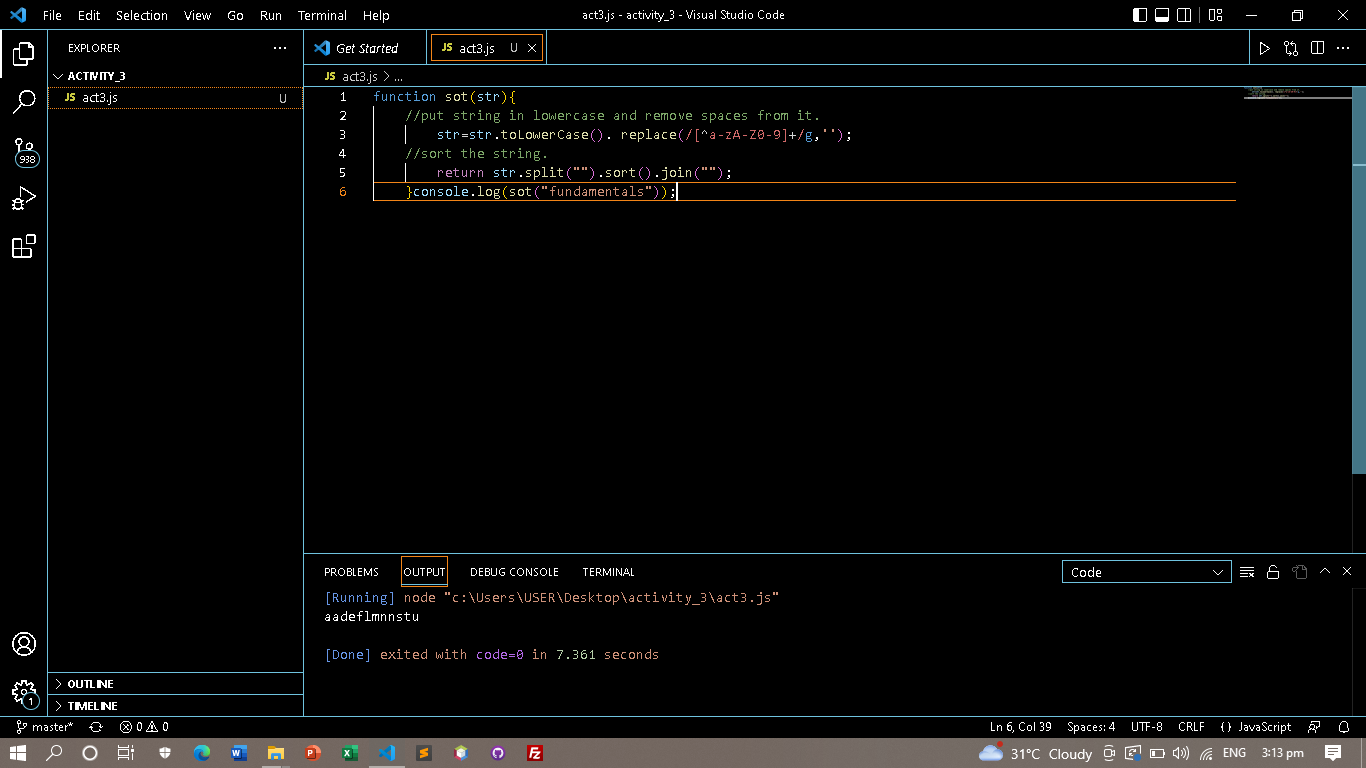 File Edit Selection View Go Run Terminal Help act3.js - activity_3 - Visual Studio Code
EXPLORER
ACTIVITY_3
JS act3.js U
938
1
OUTLINE
TIMELINE
Get Started JS act3.js U
JS act3.js > ...
1 function sot(str){
2 //put string in lowercase and remove spaces from it.
3 str=str.toLowerCase(). replace(/[^a-zA-Z0-9]+/g,'');
4 //sort the string.
5 return str.split("").sort().join("");
6 }console.log(sot("fundamentals"));
PROBLEMS OUTPUT DEBUG CONSOLE TERMINAL Code
[Running] node "c:\Users\USER\Desktop\activity_3\act3.js"
aadeflmnnstu
[Done] exited with code=0 in 7.361 seconds
master* 0 0 Ln 6, Col 39 Spaces: 4 UTF-8 CRLF {} JavaScript
31°C Cloudy ENG 3:13 pm